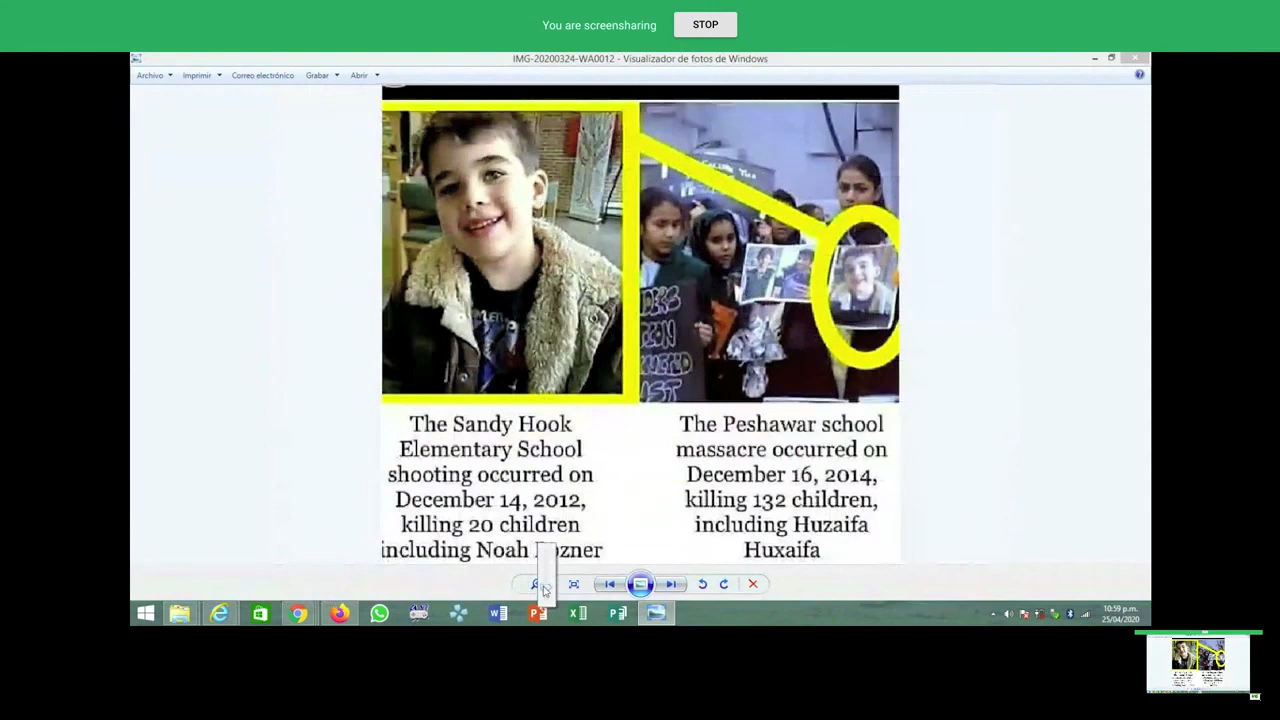 You are screensharing STOP
IMG-20200324-WA0012 - Visualizador de fotos de Windows
Archivo Imprimir Correo electrónico Grabar Abrir
The Sandy Hook
Elementary School
shooting occurred on
December 14, 2012,
killing 20 children
including Noah
The Peshawar school
massacre occurred on
December 16, 2014,
killing 132 children,
including Huzaifa
Huxaifa
10:59 p.m.
25/04/2020